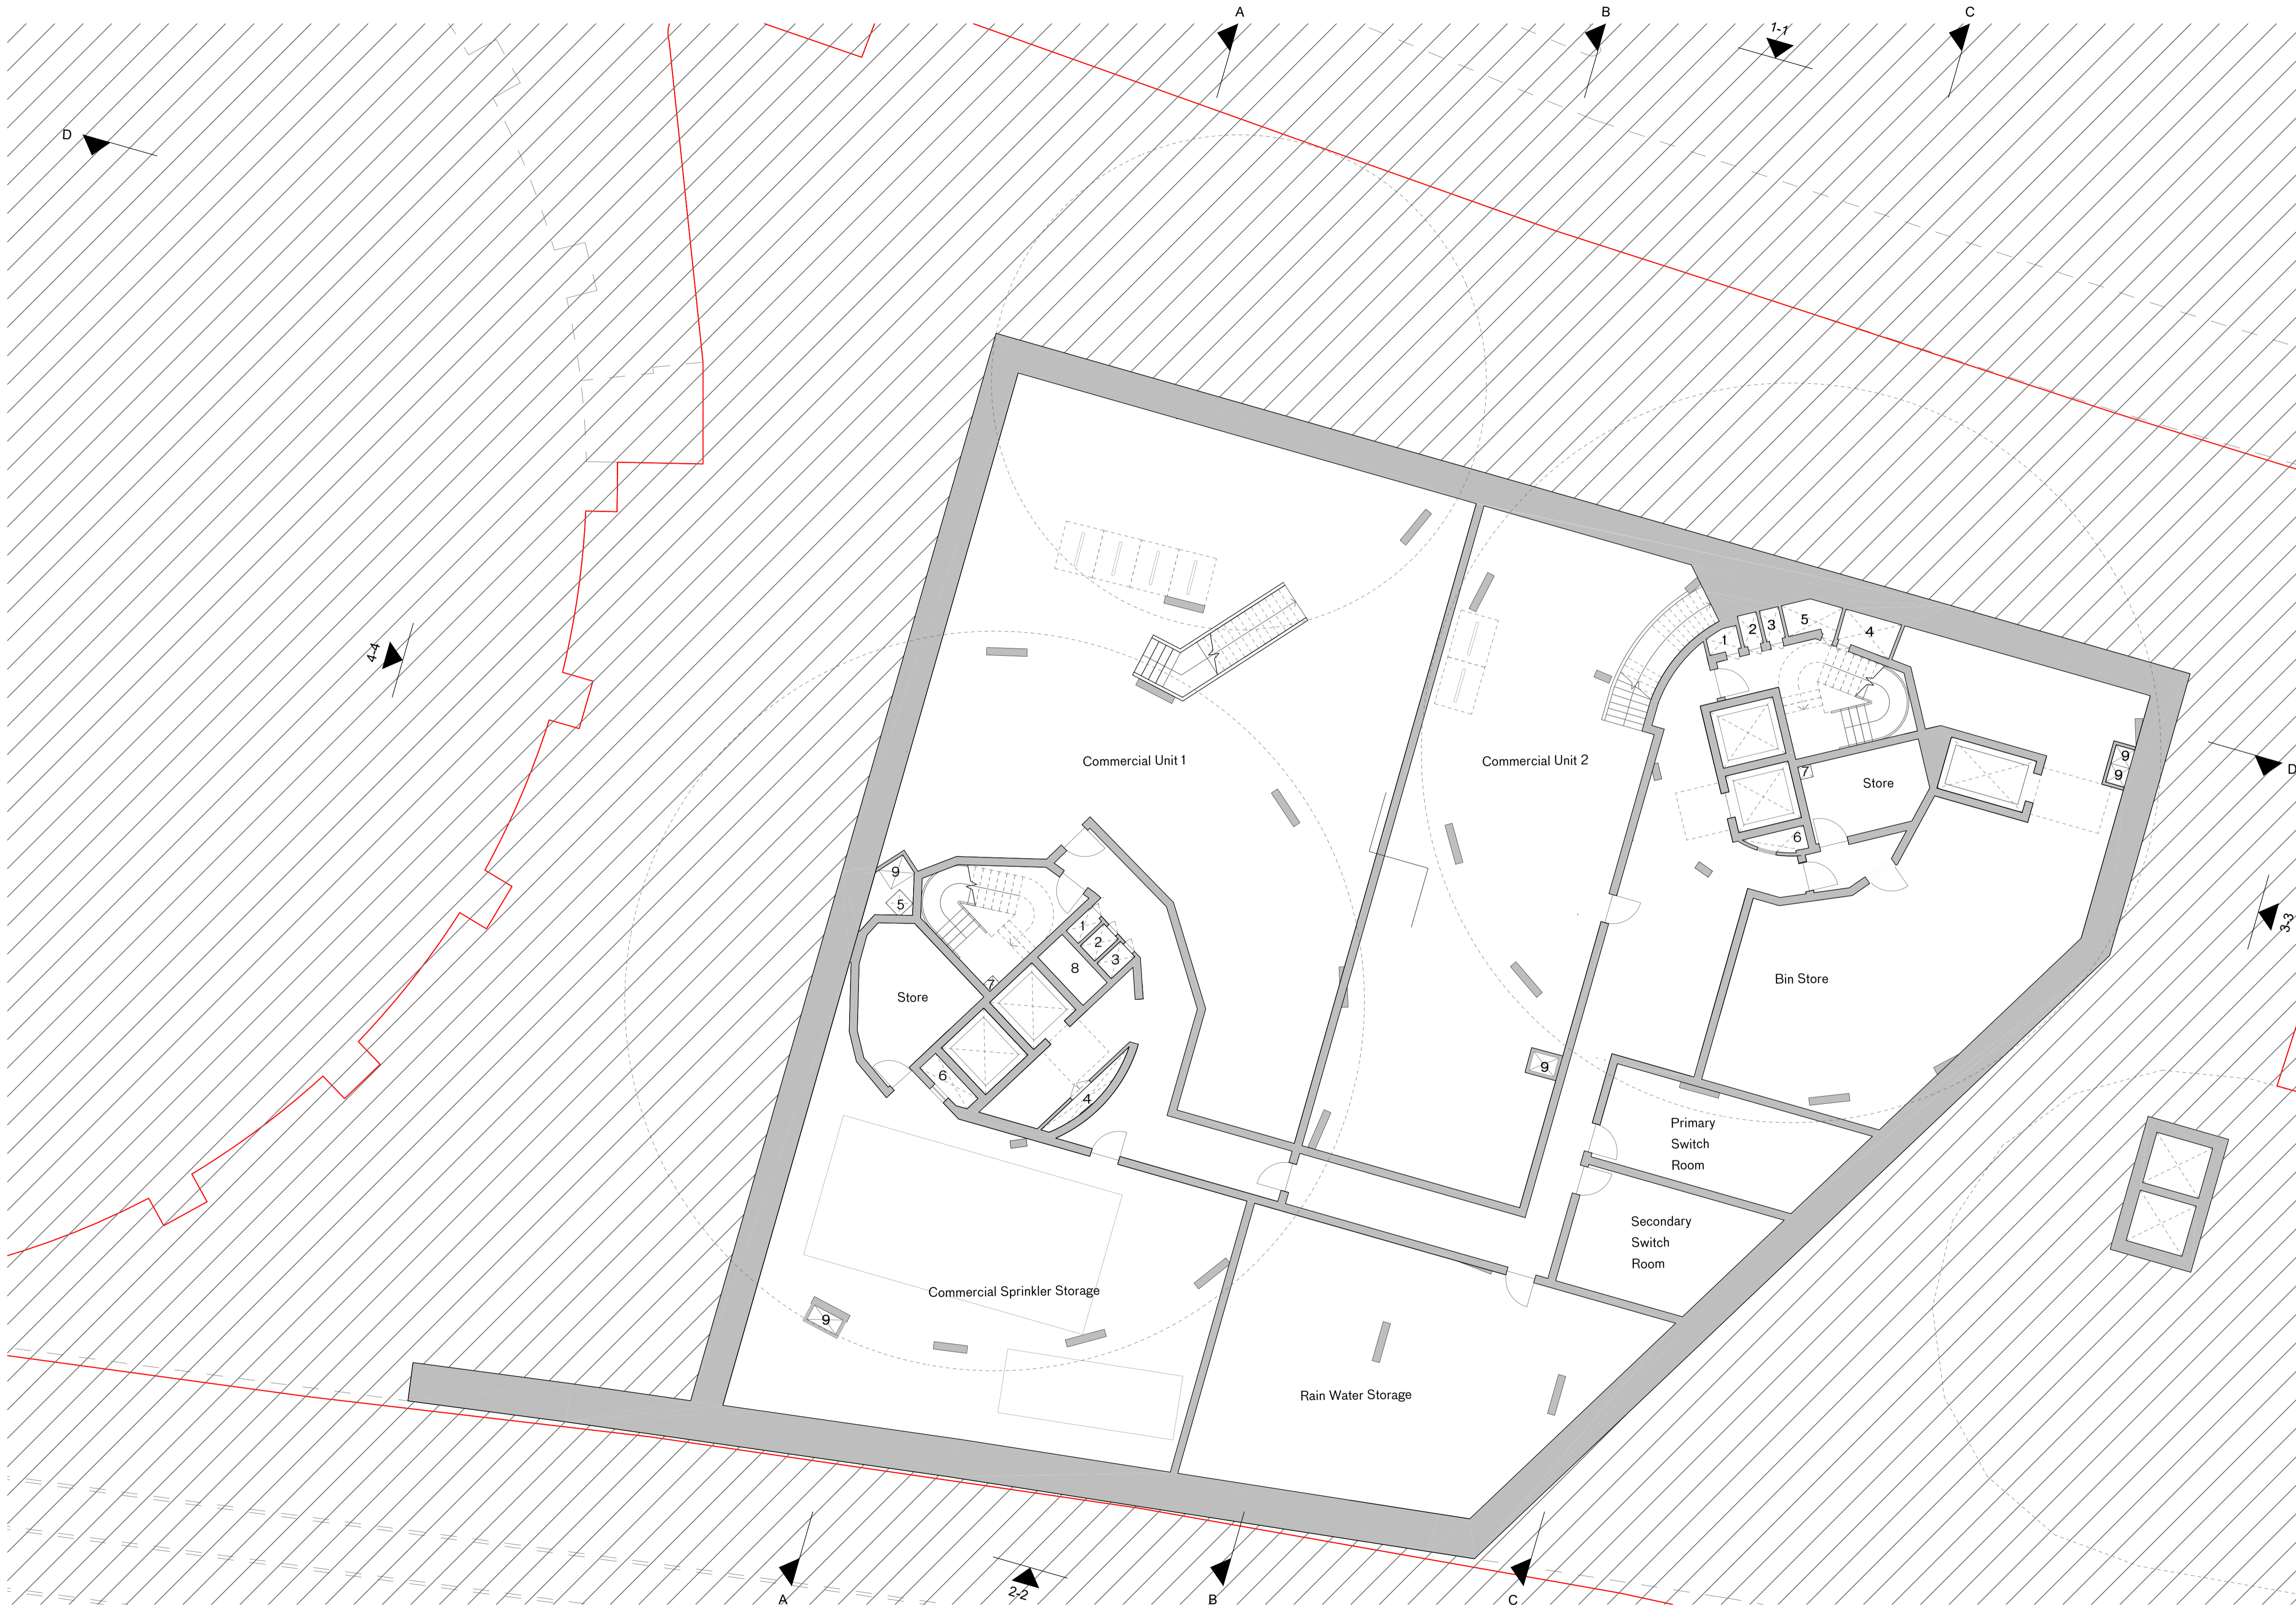 A
B
1-1
C
D
1
2
3
5
4
4-4
Commercial Unit 1
Commercial Unit 2
9
9
D
7
Store
6
9
5
3-3
1
2
3
8
7
Store
Bin Store
6
9
4
Primary
Switch
Room
Secondary
Switch
Room
Commercial Sprinkler Storage
9
Rain Water Storage
A
2-2
B
C